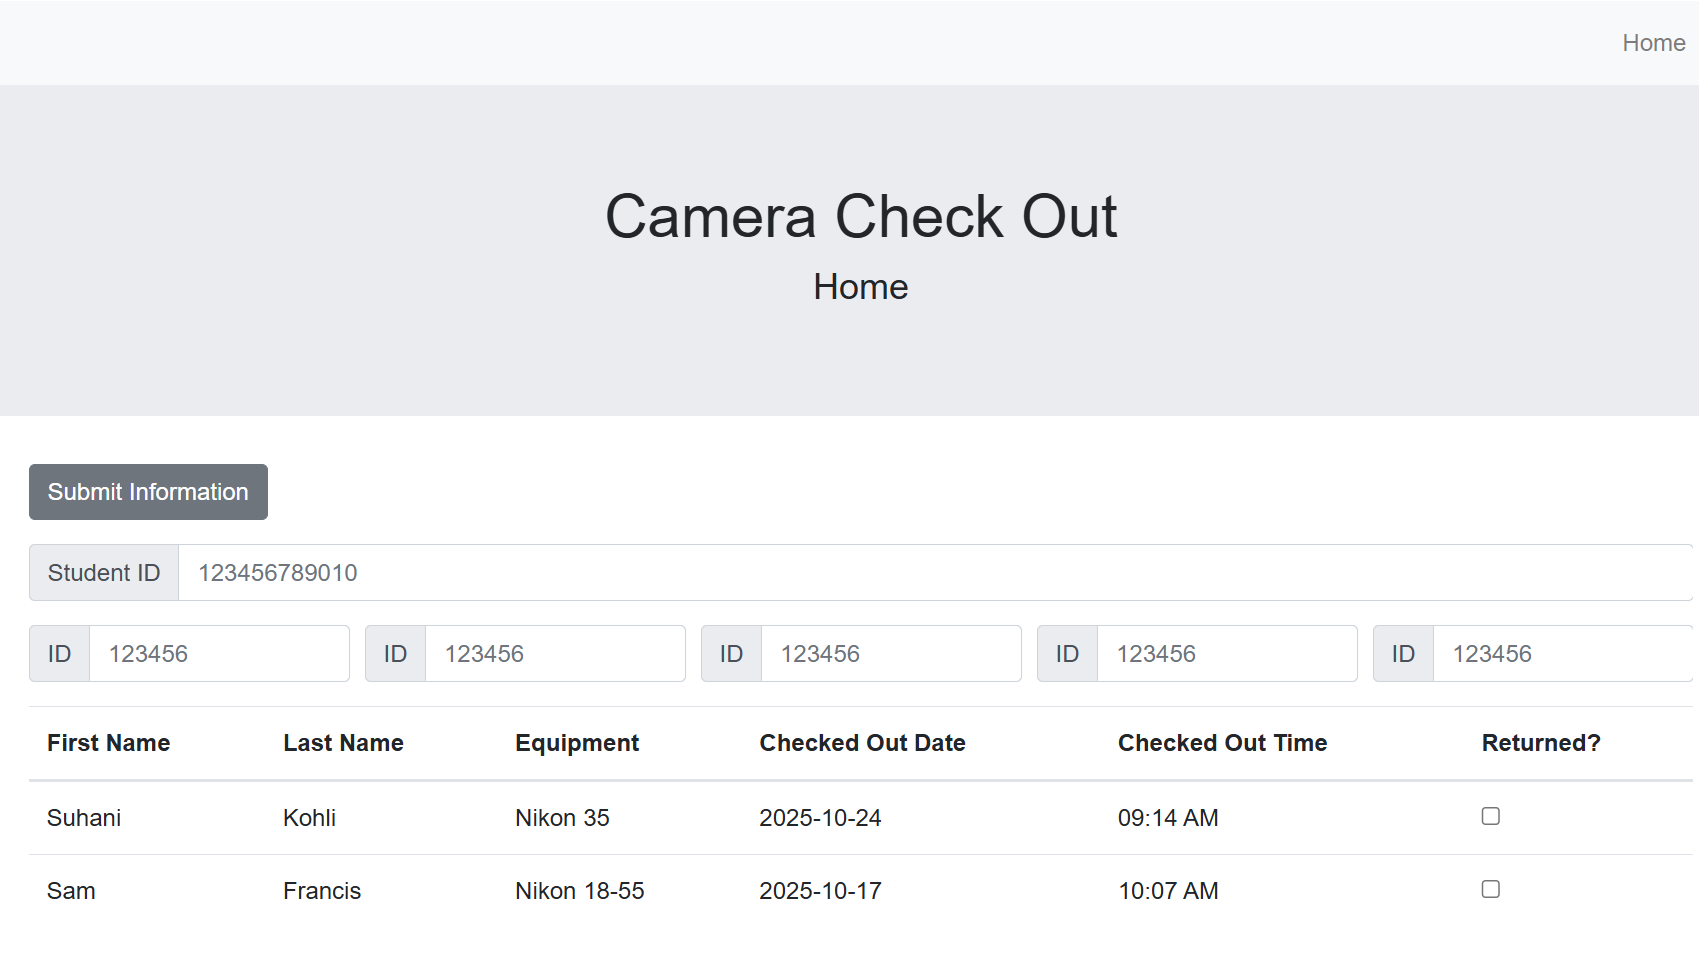 Home
Camera Check Out
Home
Submit Information
Student ID 123456789010
ID 123456 ID 123456 ID 123456 ID 123456 ID 123456
First Name Last Name Equipment Checked Out Date Checked Out Time Returned?
Suhani Kohli Nikon 35 2025-10-24 09:14 AM
Sam Francis Nikon 18-55 2025-10-17 10:07 AM